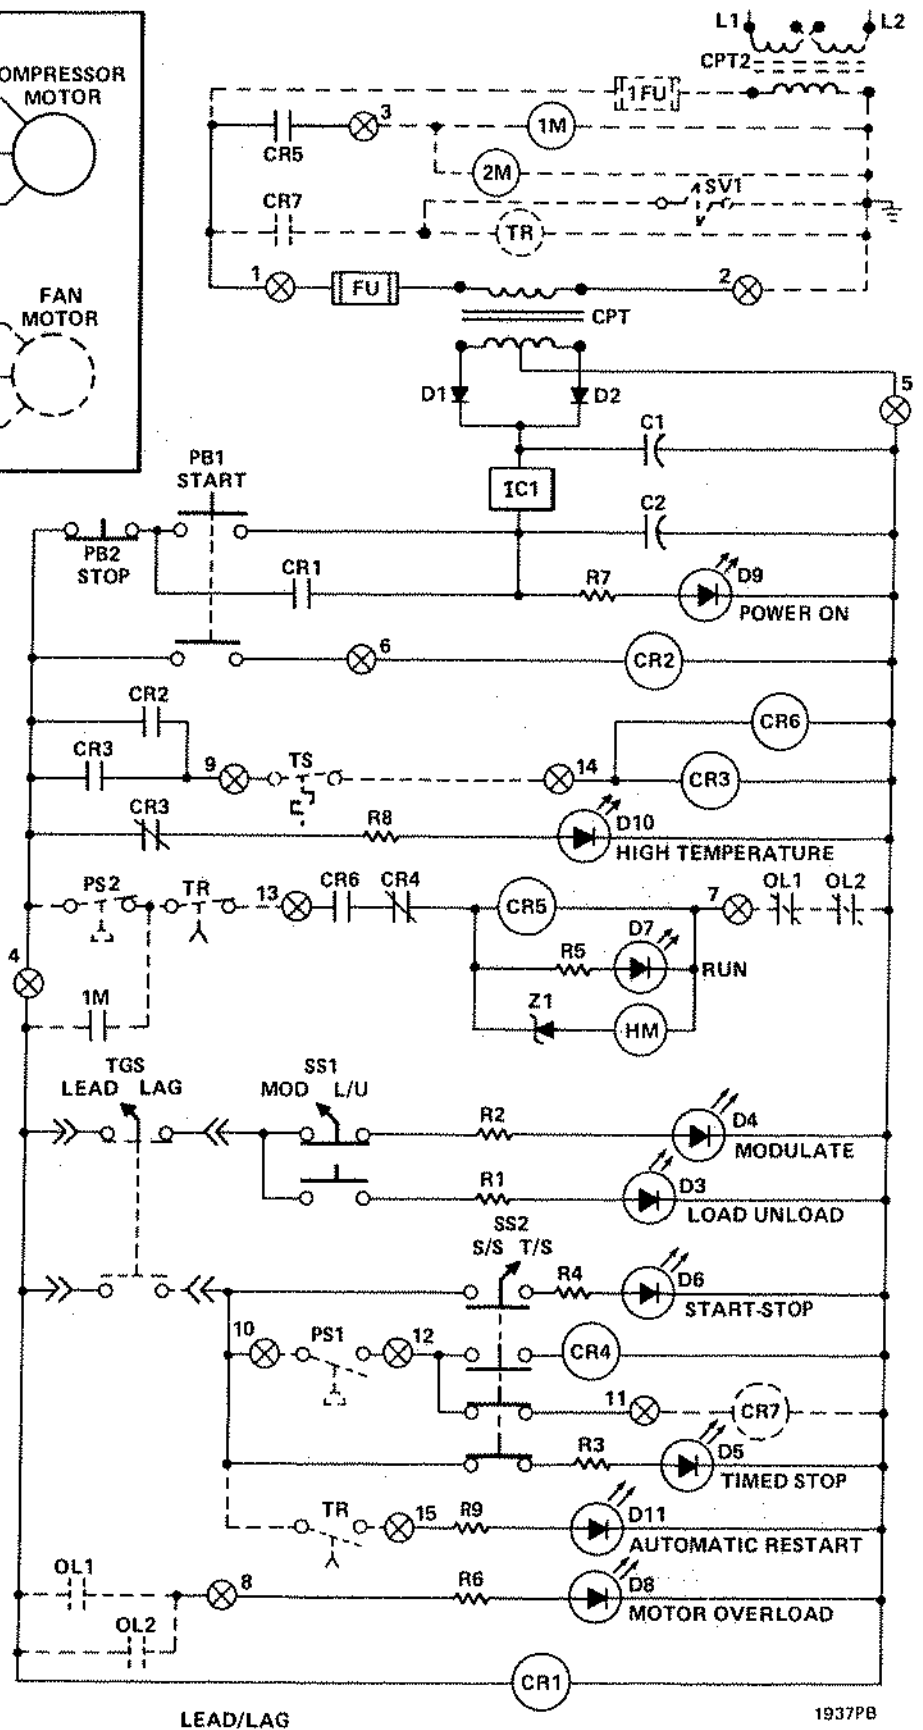 L1
L2
CPT2
OMPRESSOR
MOTOR
1FU
3
1M
CR5
2M
SV1
CR7
TR
1
FU
2
FAN
MOTOR
CPT
5
D1
D2
C1
PB1
START
IC1
C2
PB2
STOP
CR1
R7
D9
POWER ON
6
CR2
CR2
CR6
CR3
9
TS
14
CR3
CR3
R8
D10
HIGH TEMPERATURE
PS2
TR
13
CR6
CR4
CR5
7
OL1
OL2
D7
R5
RUN
4
1M
Z1
HM
TGS
LEAD LAG
SS1
MOD L/U
R2
D4
MODULATE
R1
D3
LOAD UNLOAD
SS2
S/S T/S
R4
D6
START-STOP
10
PS1
12
CR4
11
CR7
R3
D5
TIMED STOP
TR
15
R9
D11
AUTOMATIC RESTART
OL1
8
R6
D8
MOTOR OVERLOAD
OL2
CR1
LEAD/LAG
1937PB